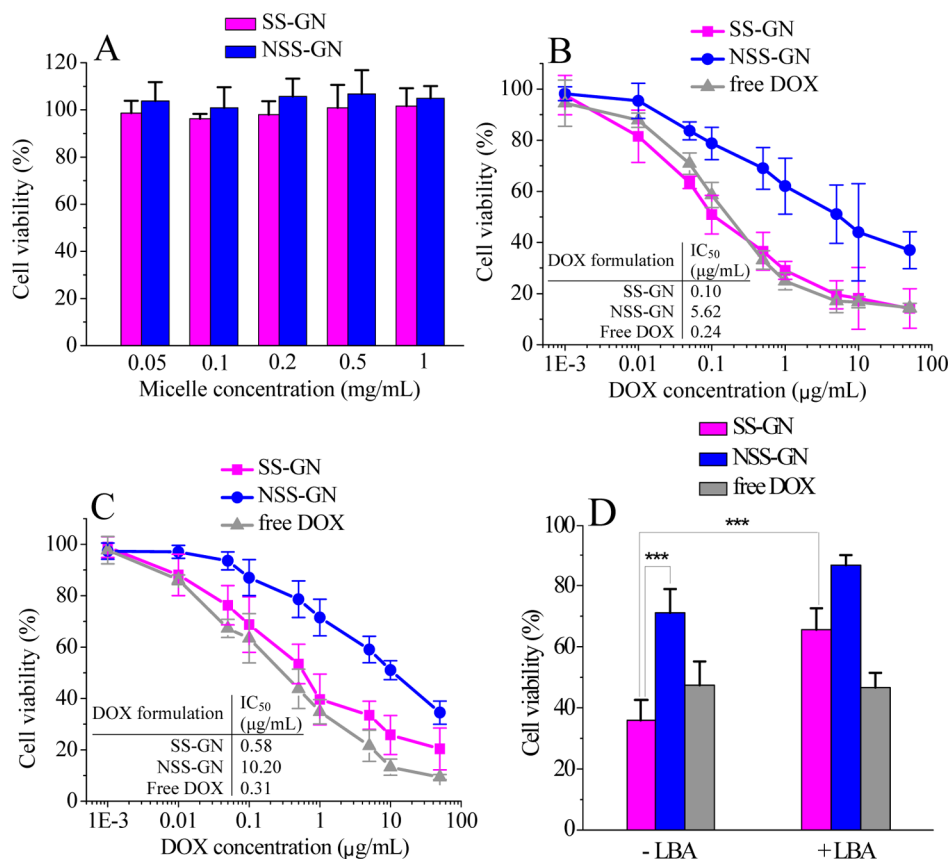 A
SS-GN
NSS-GN
Cell viability (%)
120
100
80
60
40
20
0
0.05 0.1 0.2 0.5 1
Micelle concentration (mg/mL)
B
SS-GN
NSS-GN
free DOX
Cell viability (%)
100
80
60
40
20
0
DOX formulation IC50 (μg/mL)
SS-GN 0.10
NSS-GN 5.62
Free DOX 0.24
1E-3 0.01 0.1 1 10 100
DOX concentration (μg/mL)
C
SS-GN
NSS-GN
free DOX
Cell viability (%)
100
80
60
40
20
0
DOX formulation IC50 (μg/mL)
SS-GN 0.58
NSS-GN 10.20
Free DOX 0.31
1E-3 0.01 0.1 1 10 100
DOX concentration (μg/mL)
SS-GN
NSS-GN
free DOX
D
Cell viability (%)
100
80
60
40
20
0
***
***
- LBA + LBA